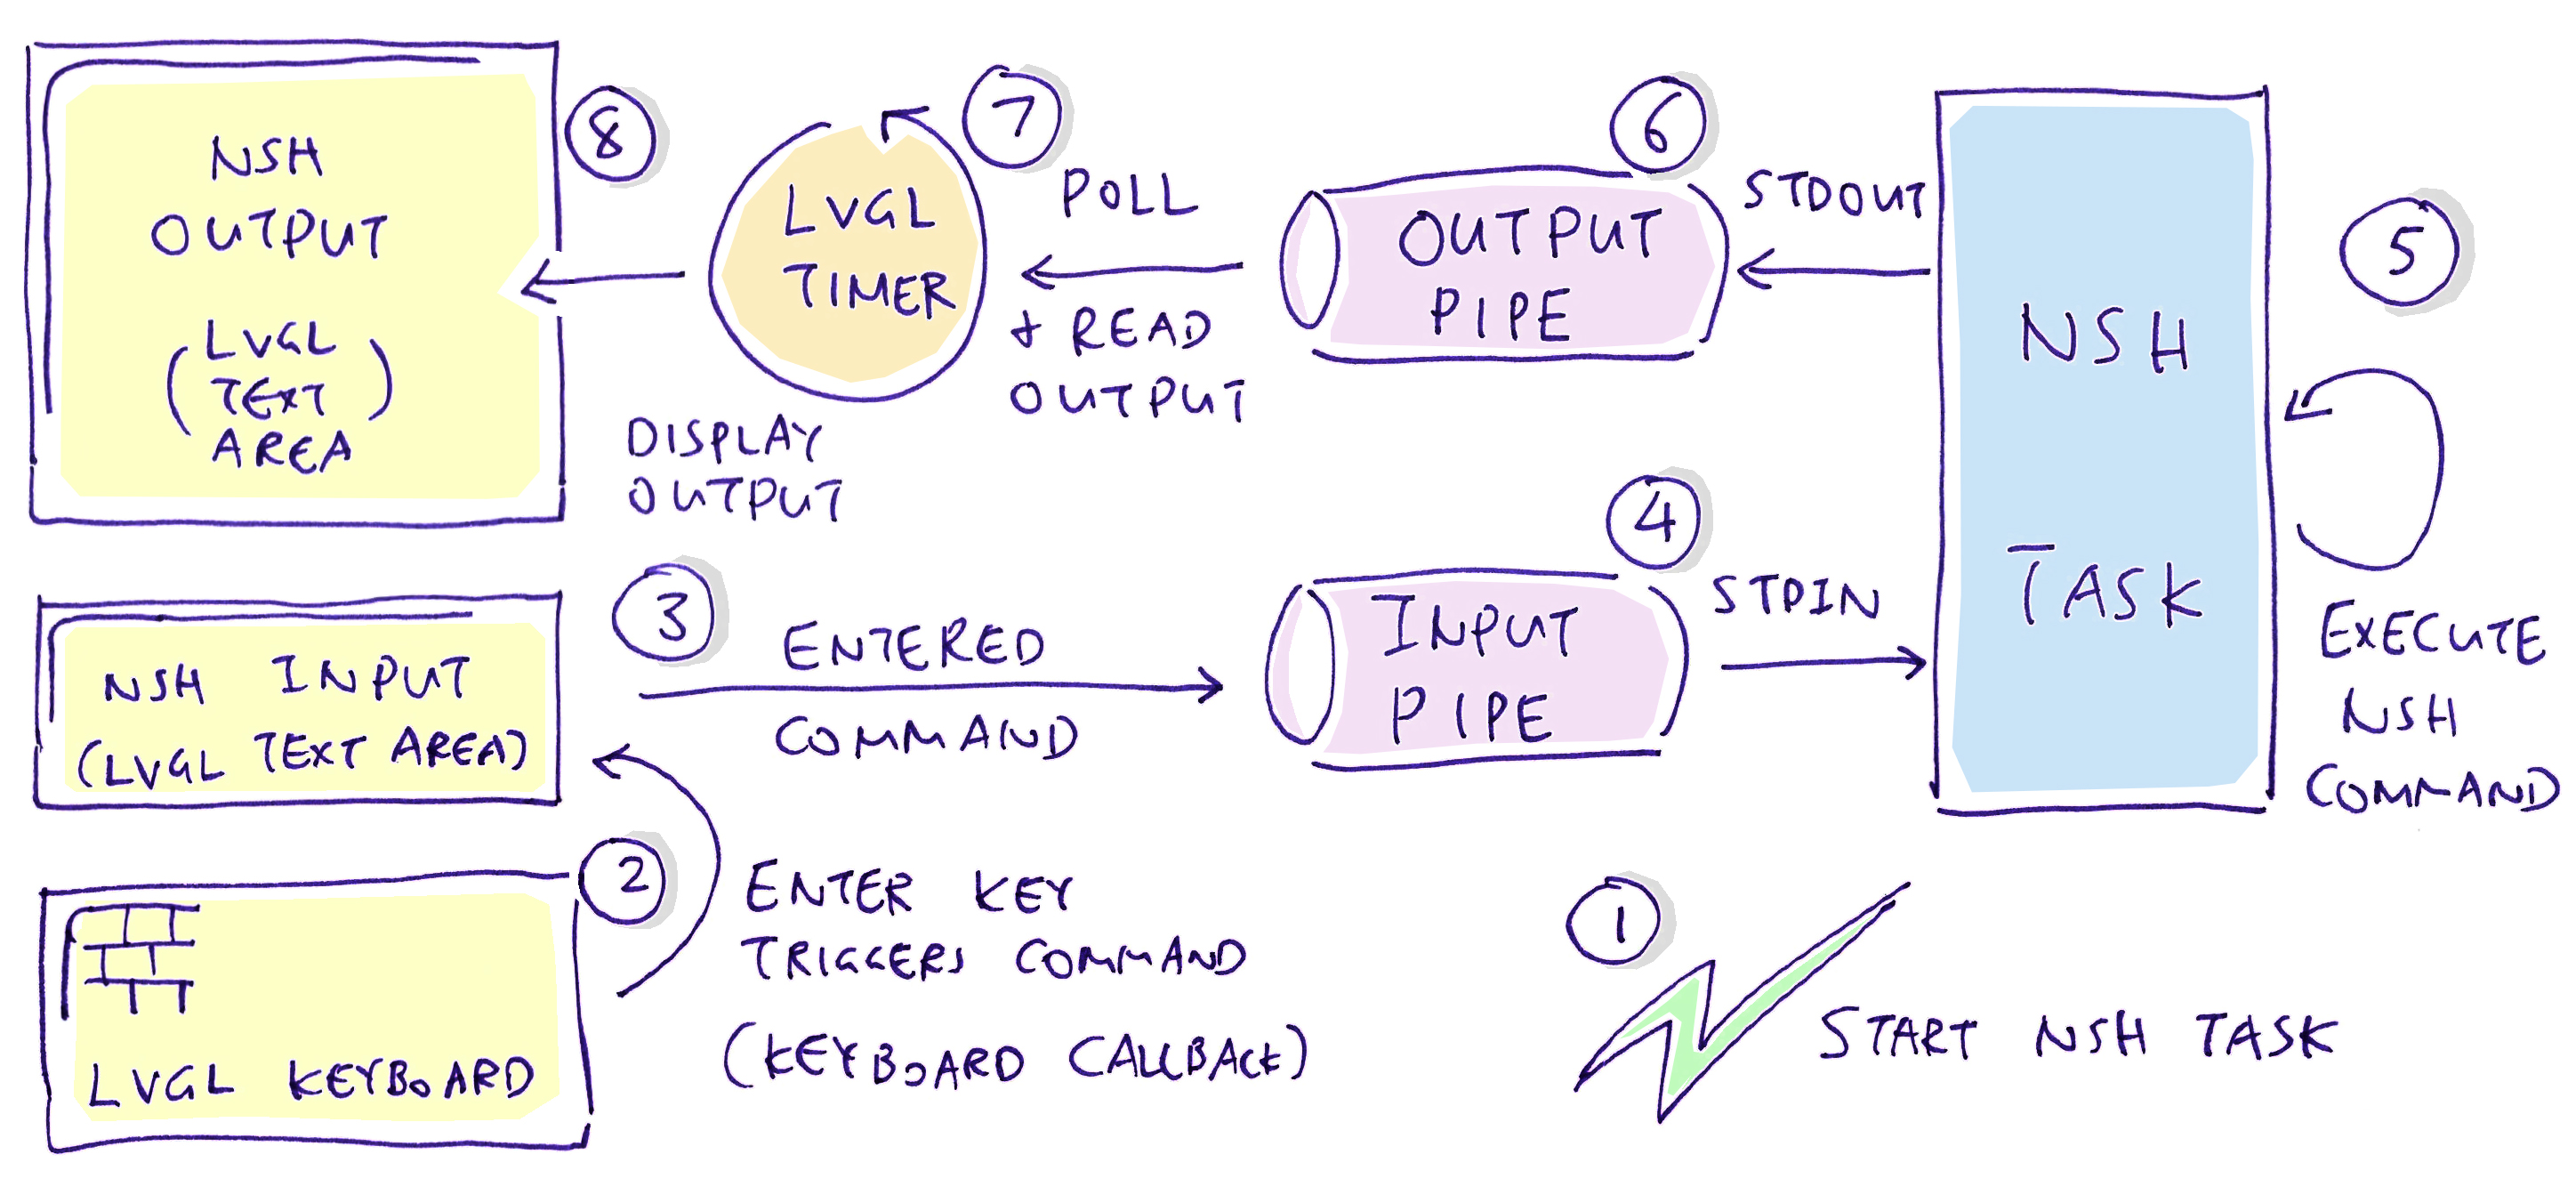 NSH
OUTPUT
(LVGL
TEXT
AREA)
8
LVGL
TIMER
DISPLAY
OUTPUT
7
POLL
+ READ
OUTPUT
OUTPUT
PIPE
6
STDOUT
NSH
TASK
5
EXECUTE
NSH
COMMAND
NSH INPUT
(LVGL TEXT AREA)
3
ENTERED
COMMAND
INPUT
PIPE
4
STDIN
LVGL KEYBOARD
2
ENTER KEY
TRIGGERS COMMAND
(KEYBOARD CALLBACK)
1
START NSH TASK